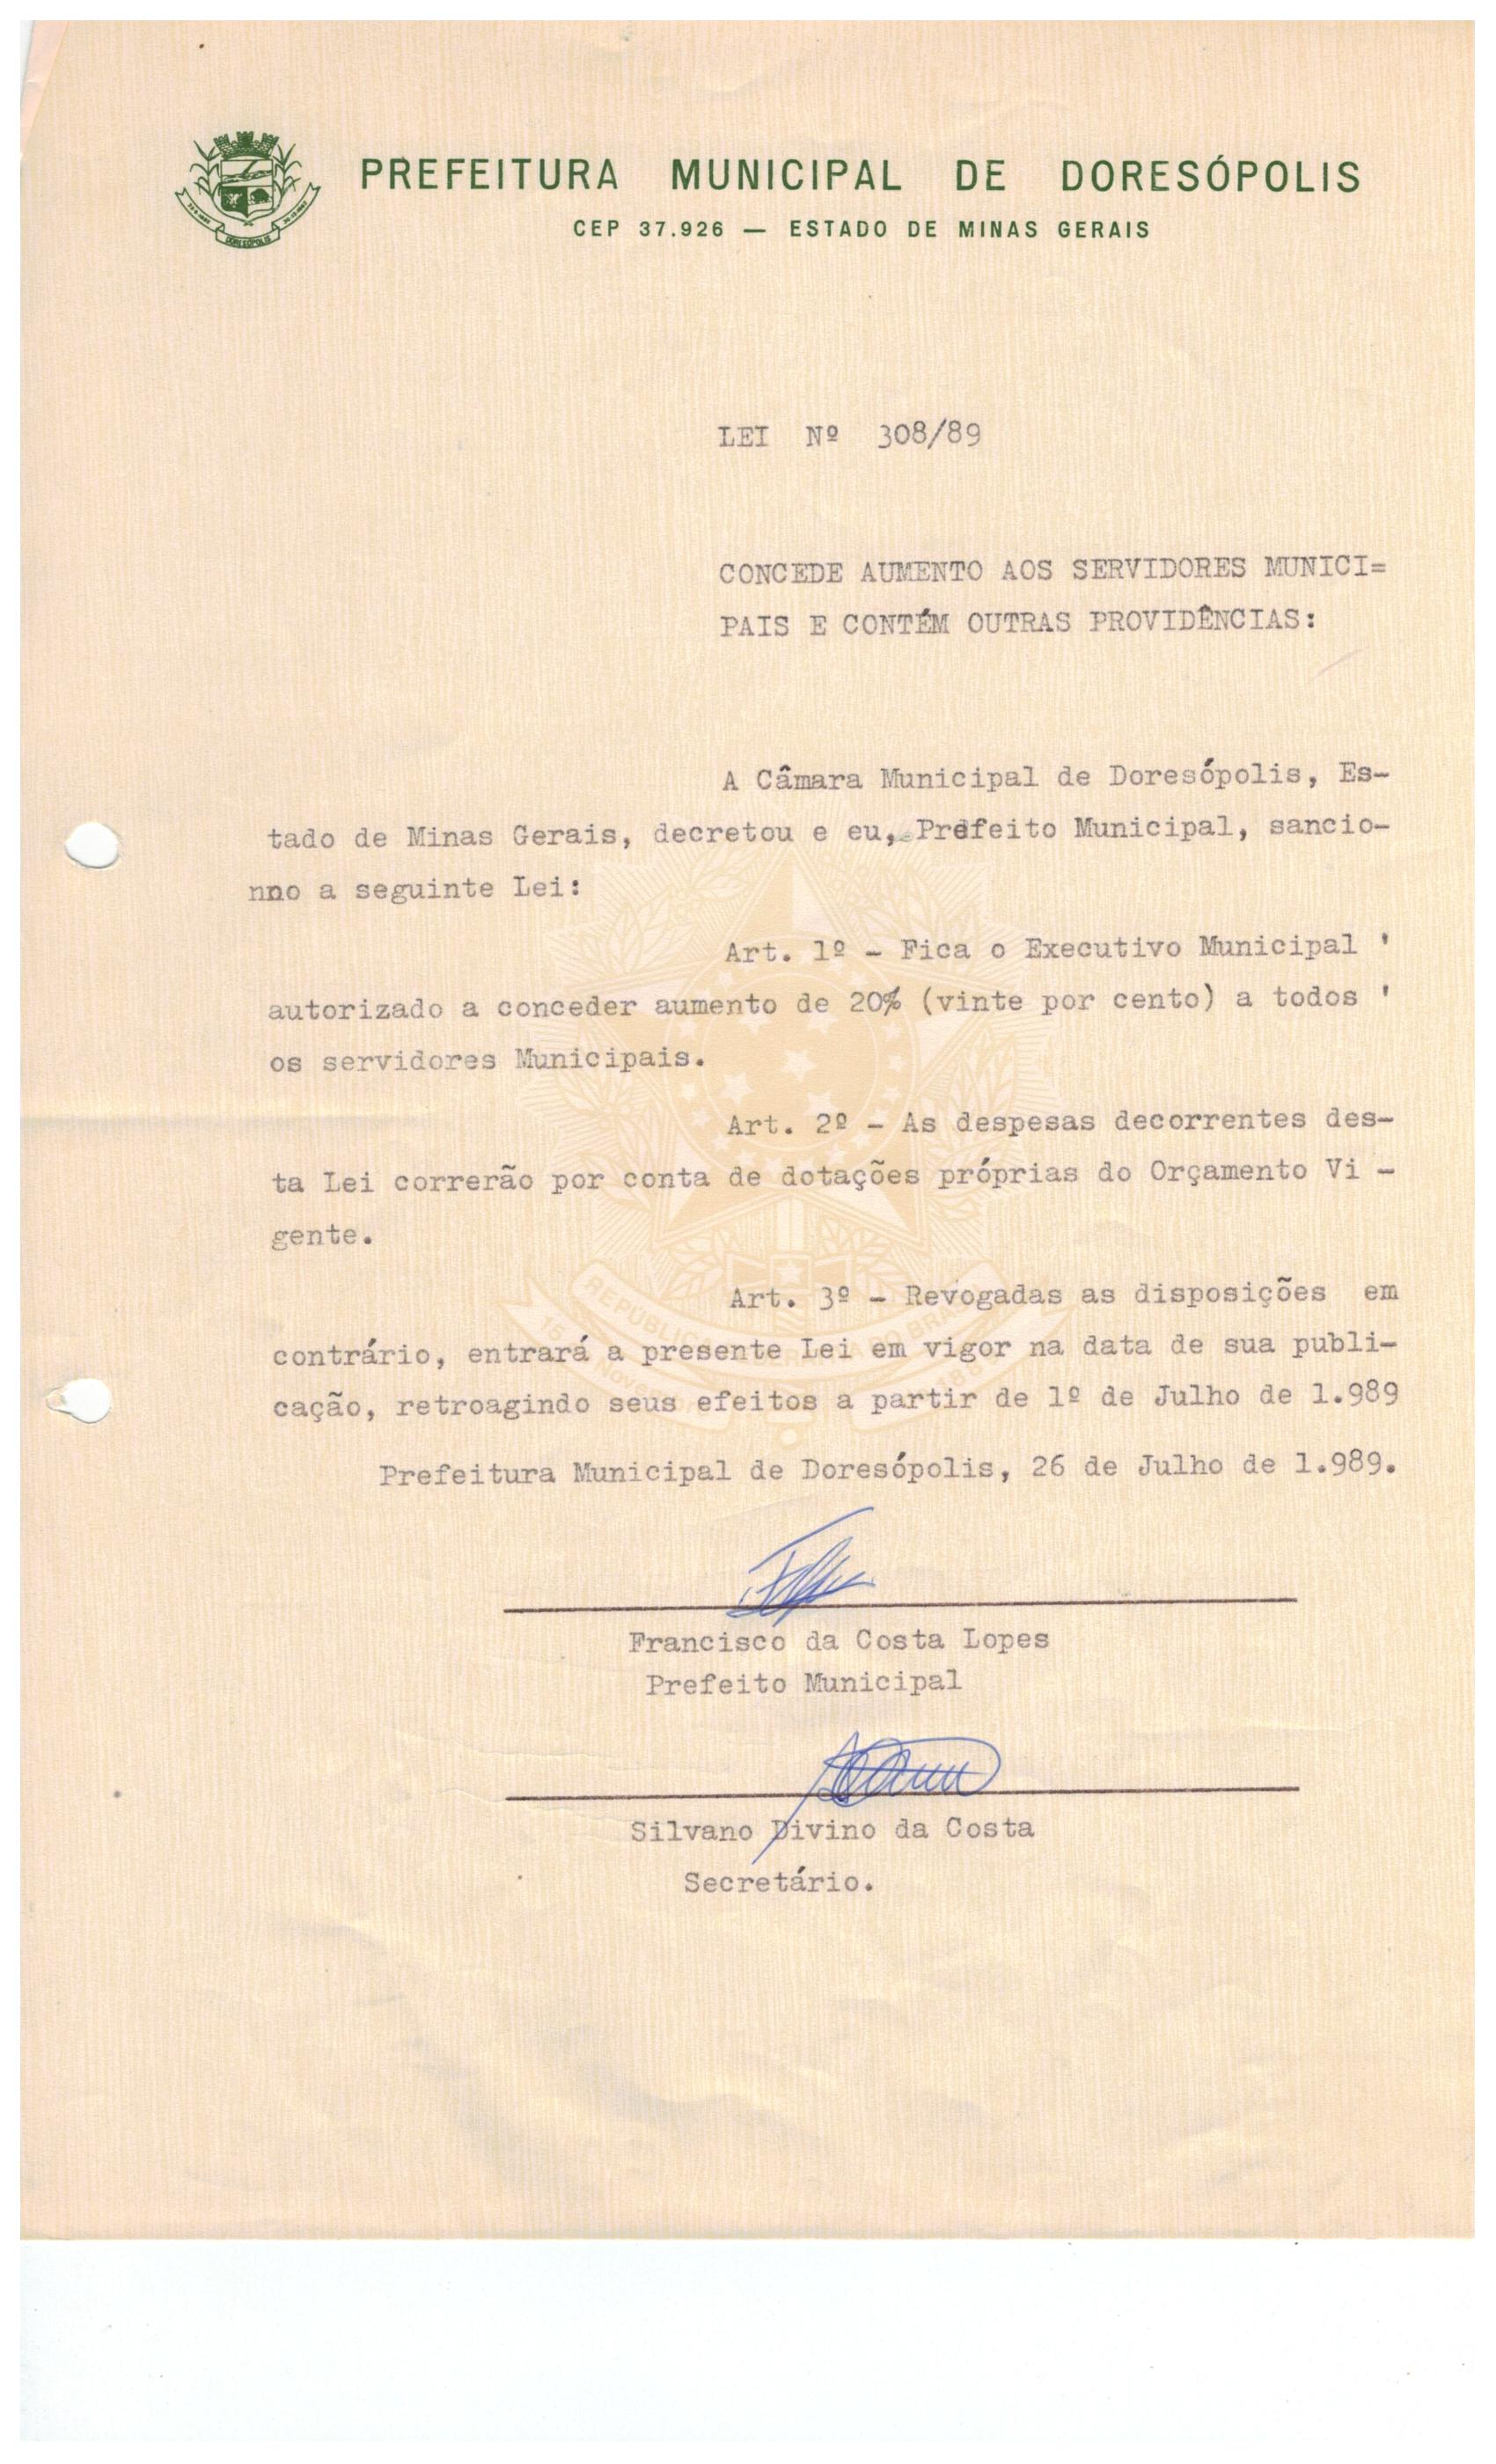 PREFEITURA MUNICIPAL DE DORESÓPOLIS
CEP 37.926 — ESTADO DE MINAS GERAIS
DORESÓPOLIS
LEI Nº 308/89
CONCEDE AUMENTO AOS SERVIDORES MUNICI=
PAIS E CONTÉM OUTRAS PROVIDÊNCIAS:
A Câmara Municipal de Doresópolis, Es-
tado de Minas Gerais, decretou e eu, Prefeito Municipal, sancio-
nno a seguinte Lei:
Art. 1º - Fica o Executivo Municipal '
autorizado a conceder aumento de 20% (vinte por cento) a todos '
os servidores Municipais.
Art. 2º - As despesas decorrentes des-
ta Lei correrão por conta de dotações próprias do Orçamento Vi -
gente.
Art. 3º - Revogadas as disposições em
contrário, entrará a presente Lei em vigor na data de sua publi-
cação, retroagindo seus efeitos a partir de 1º de Julho de 1.989
Prefeitura Municipal de Doresópolis, 26 de Julho de 1.989.
Francisco da Costa Lopes
Prefeito Municipal
Silvano Divino da Costa
Secretário.